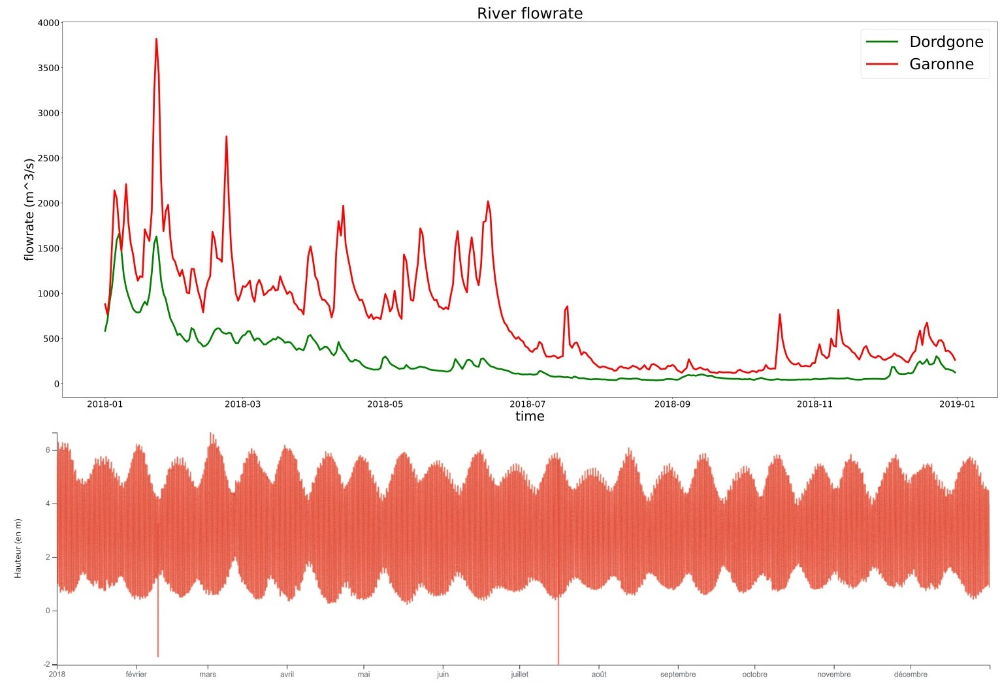 River flowrate
4000
3500
3000
2500
2000
1500
1000
500
0
flowrate (m^3/s)
Dordgone
Garonne
2018-01 2018-03 2018-05 2018-07 2018-09 2018-11 2019-01
time
6
4
2
0
-2
Hauteur (en m)
2018 février mars avril mai juin juillet août septembre octobre novembre décembre